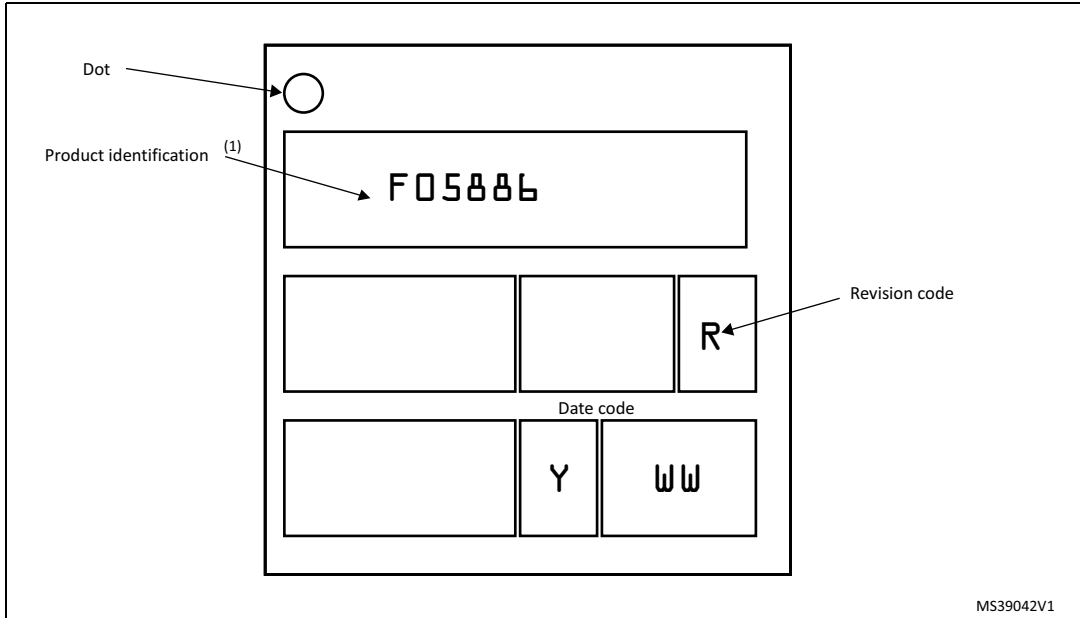 Dot
Product identification (1)
F05886
R
Revision code
Date code
Y WW
MS39042V1